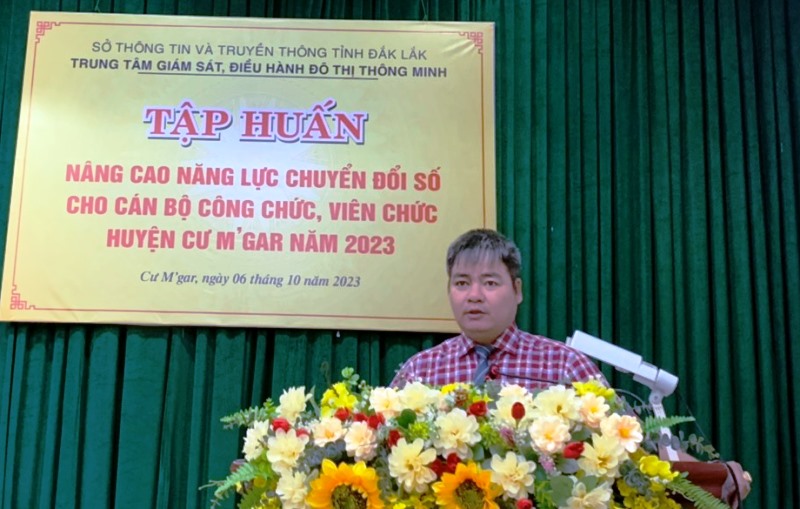 SỞ THÔNG TIN VÀ TRUYỀN THÔNG TỈNH ĐẮK LẮK
TRUNG TÂM GIÁM SÁT, ĐIỀU HÀNH ĐÔ THỊ THÔNG MINH
TẬP HUẤN
NÂNG CAO NĂNG LỰC CHUYỂN ĐỔI SỐ
CHO CÁN BỘ CÔNG CHỨC, VIÊN CHỨC
HUYỆN CƯ M'GAR NĂM 2023
Cư M'gar, ngày 06 tháng 10 năm 2023